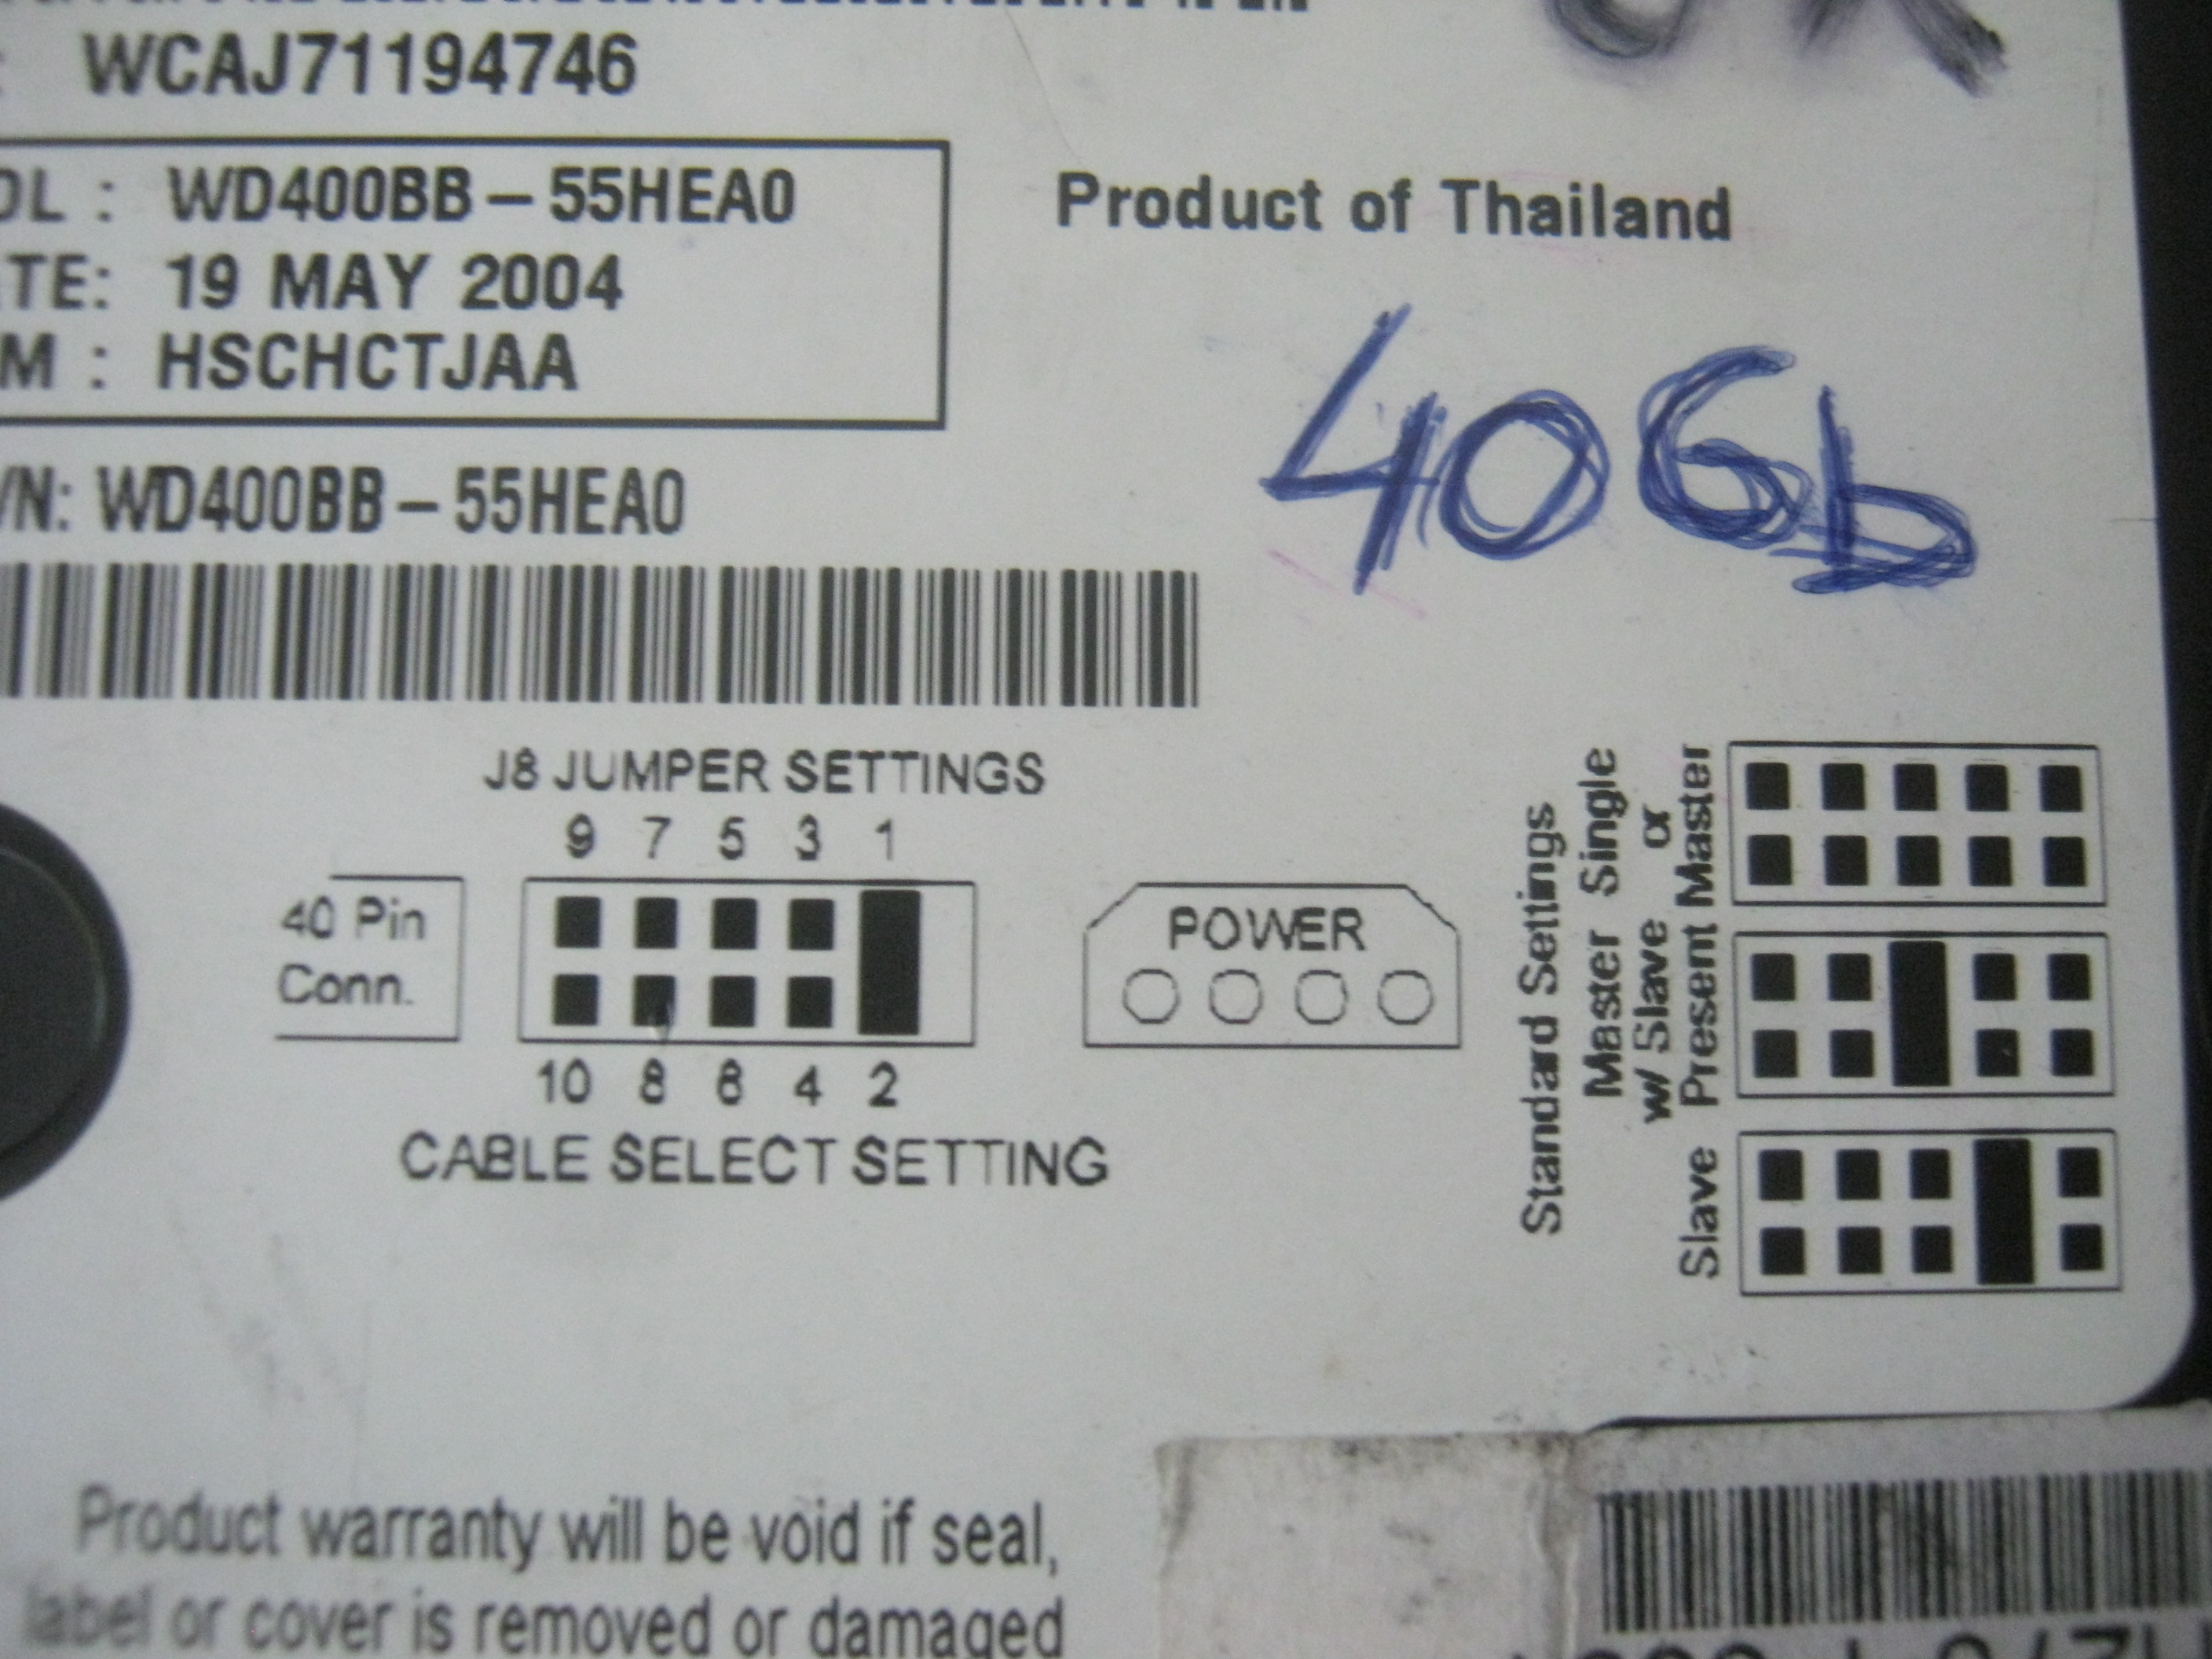 WCAJ71194746
DL : WD400BB – 55HEA0
TE: 19 MAY 2004
M : HSCHCTJAA
Product of Thailand
40Gb
/N: WD400BB – 55HEA0
J8 JUMPER SETTINGS
9 7 5 3 1
40 Pin
Conn.
10 8 6 4 2
CABLE SELECT SETTING
POWER
Standard Settings
Single
or
Master
Master
w/ Slave
Present
Slave
Product warranty will be void if seal,
label or cover is removed or damaged